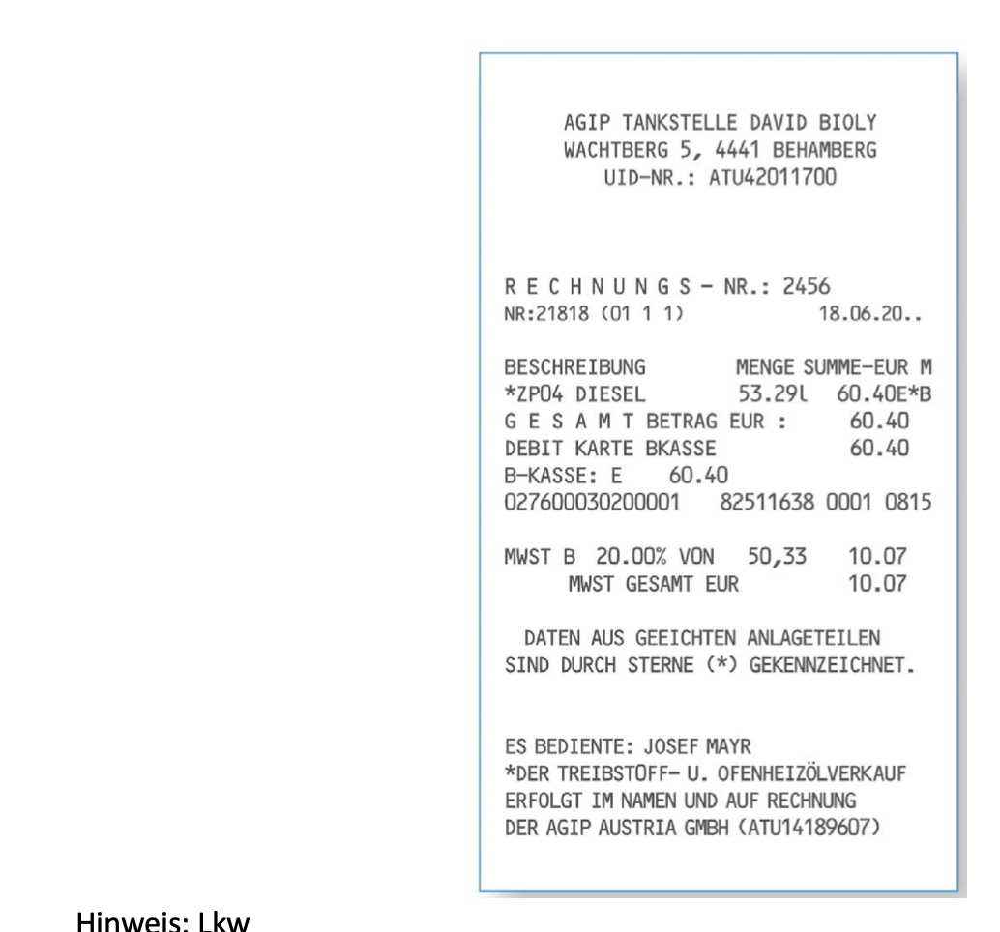 AGIP TANKSTELLE DAVID BIOLY
WACHTBERG 5, 4441 BEHAMBERG
UID-NR.: ATU42011700
R E C H N U N G S - NR.: 2456
NR:21818 (01 1 1) 18.06.20..
BESCHREIBUNG MENGE SUMME-EUR M
*ZP04 DIESEL 53.29l 60.40E*B
G E S A M T BETRAG EUR : 60.40
DEBIT KARTE BKASSE 60.40
B-KASSE: E 60.40
027600030200001 82511638 0001 0815
MWST B 20.00% VON 50,33 10.07
MWST GESAMT EUR 10.07
DATEN AUS GEEICHTEN ANLAGETEILEN
SIND DURCH STERNE (*) GEKENNZEICHNET.
ES BEDIENTE: JOSEF MAYR
*DER TREIBSTOFF- U. OFENHEIZÖLVERKAUF
ERFOLGT IM NAMEN UND AUF RECHNUNG
DER AGIP AUSTRIA GMBH (ATU14189607)
Hinweis: Lkw